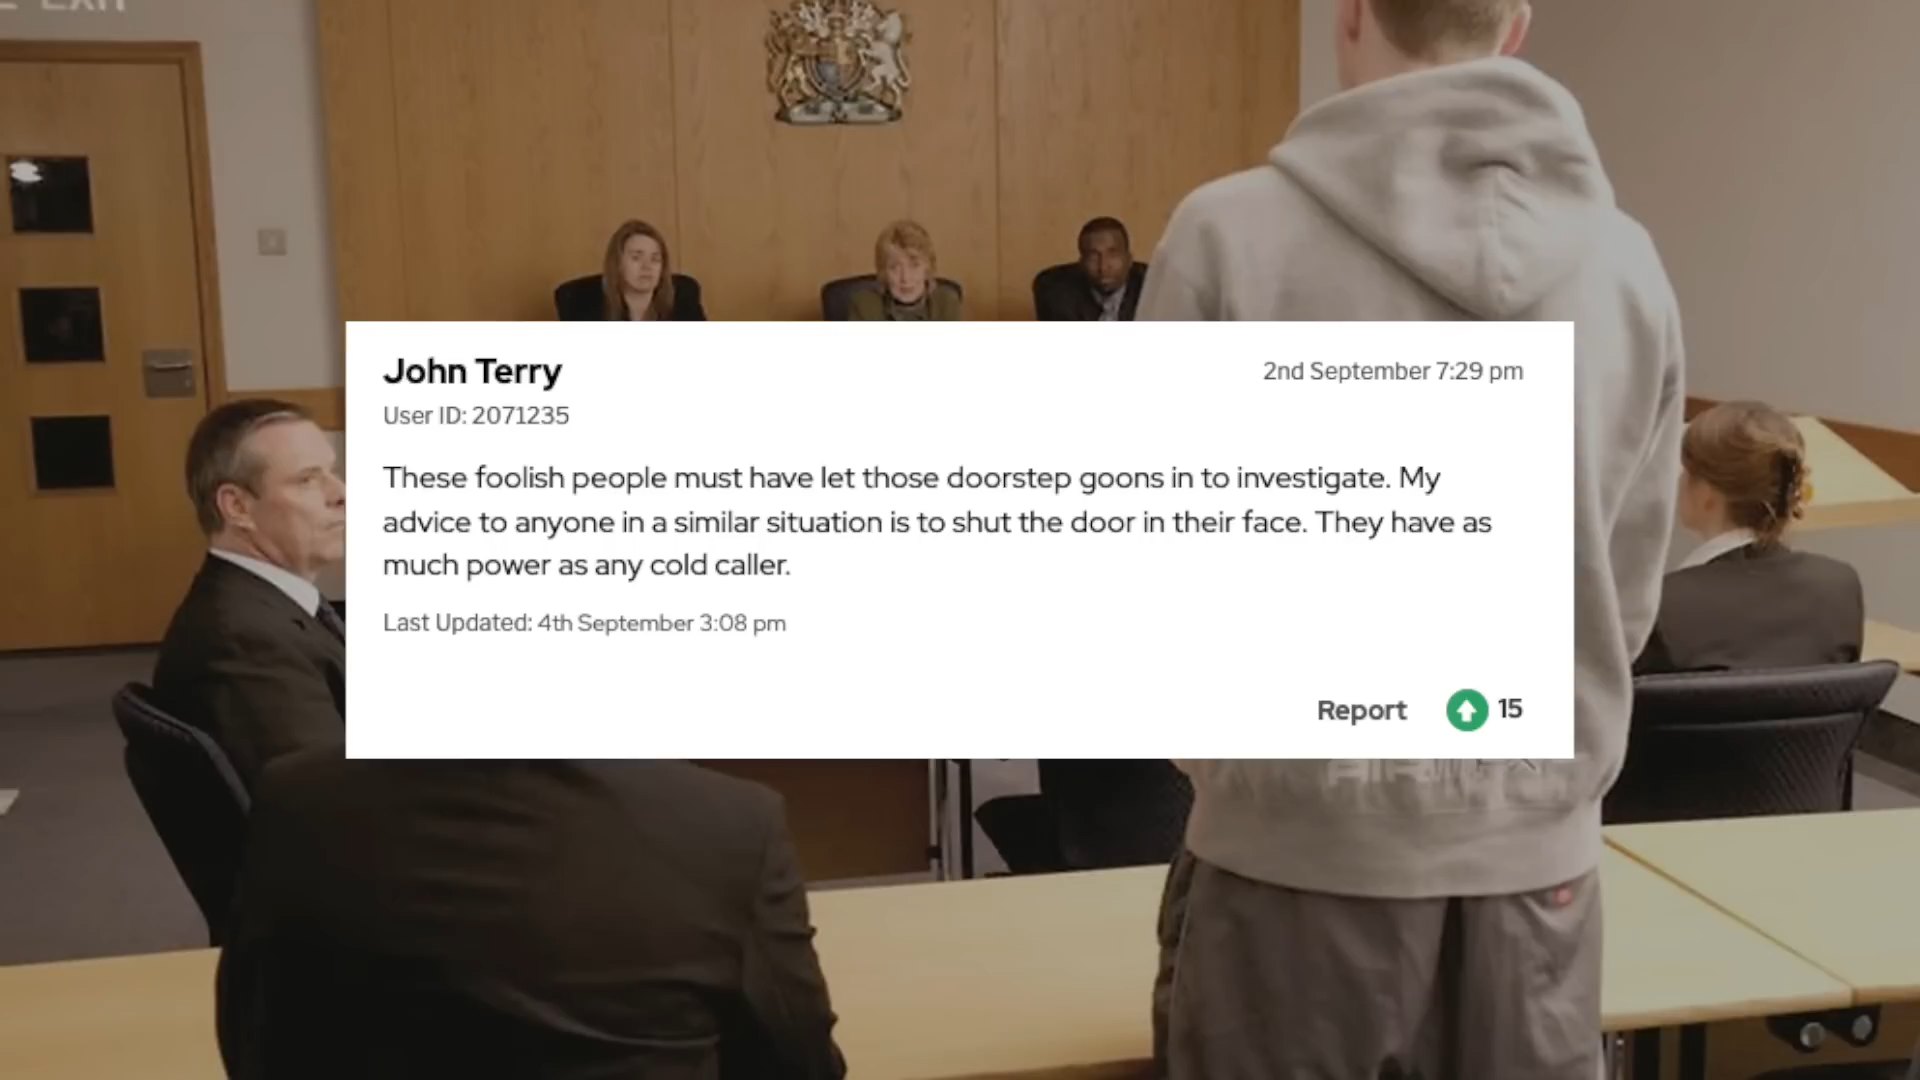 EXIT
John Terry
2nd September 7:29 pm
User ID: 2071235
These foolish people must have let those doorstep goons in to investigate. My
advice to anyone in a similar situation is to shut the door in their face. They have as
much power as any cold caller.
Last Updated: 4th September 3:08 pm
Report
15